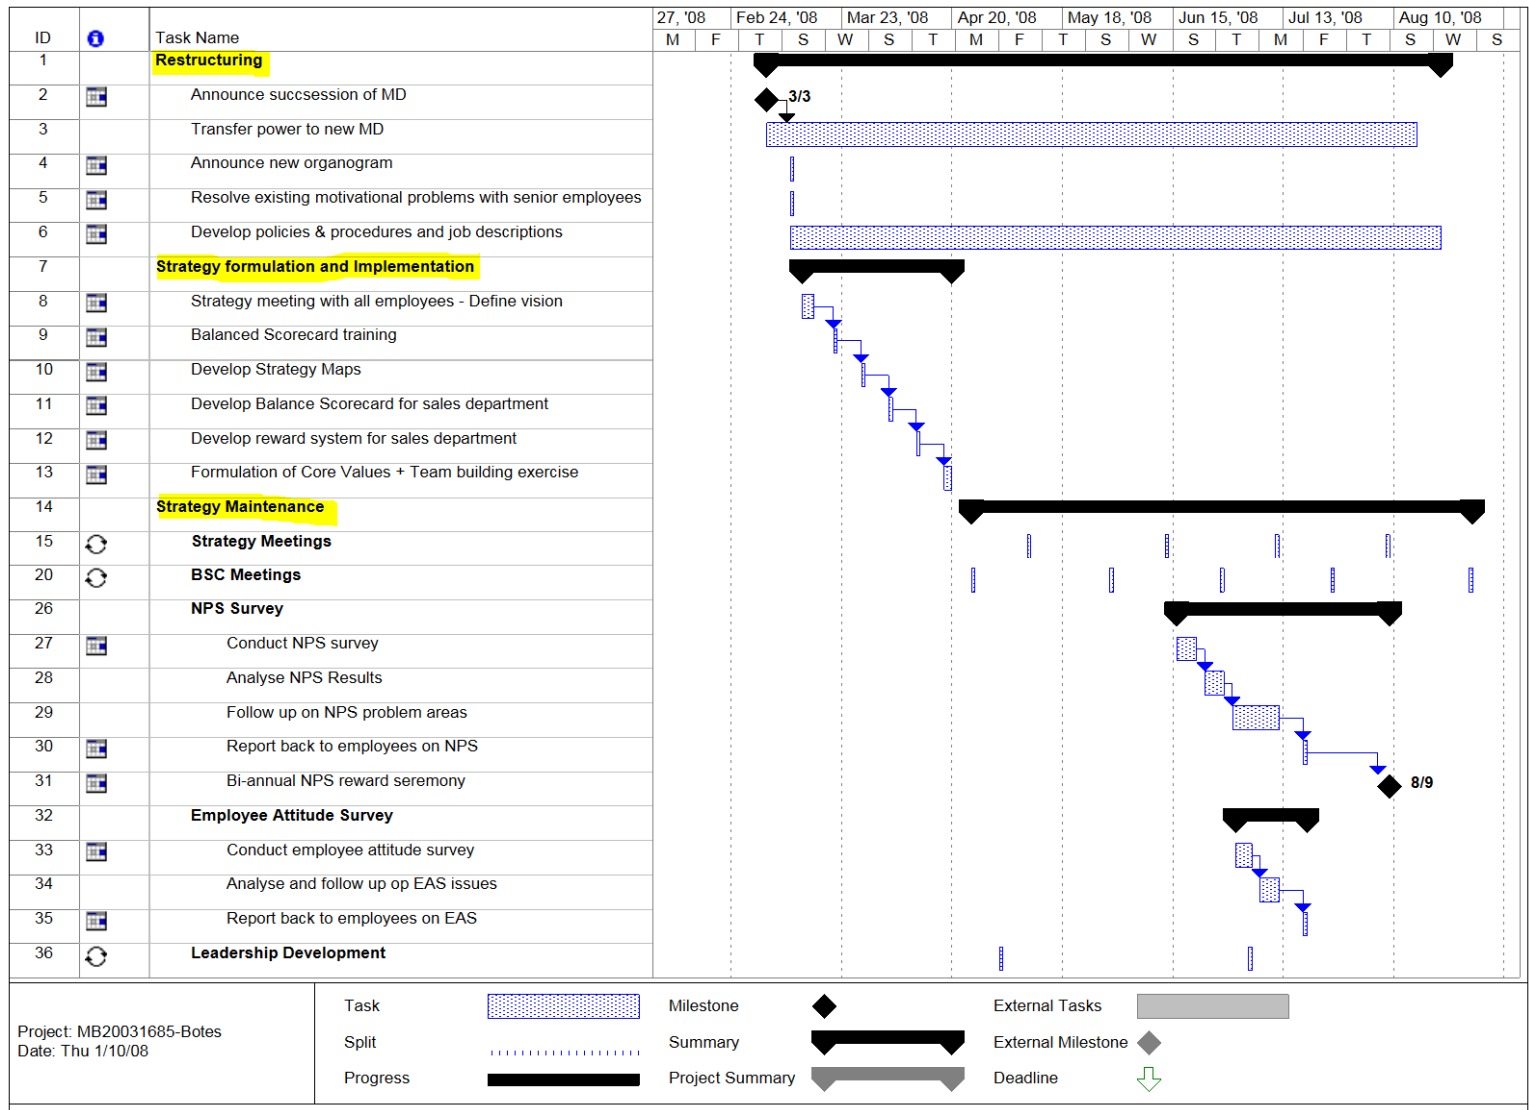 27, '08 Feb 24, '08 Mar 23, '08 Apr 20, '08 May 18, '08 Jun 15, '08 Jul 13, '08 Aug 10, '08
ID Task Name M F T S W S T M F T S W S T M F T S W S
1 Restructuring
2 Announce succsession of MD 3/3
3 Transfer power to new MD
4 Announce new organogram
5 Resolve existing motivational problems with senior employees
6 Develop policies & procedures and job descriptions
7 Strategy formulation and Implementation
8 Strategy meeting with all employees - Define vision
9 Balanced Scorecard training
10 Develop Strategy Maps
11 Develop Balance Scorecard for sales department
12 Develop reward system for sales department
13 Formulation of Core Values + Team building exercise
14 Strategy Maintenance
15 Strategy Meetings
20 BSC Meetings
26 NPS Survey
27 Conduct NPS survey
28 Analyse NPS Results
29 Follow up on NPS problem areas
30 Report back to employees on NPS
31 Bi-annual NPS reward seremony 8/9
32 Employee Attitude Survey
33 Conduct employee attitude survey
34 Analyse and follow up op EAS issues
35 Report back to employees on EAS
36 Leadership Development
Project: MB20031685-Botes
Date: Thu 1/10/08
Task Milestone External Tasks
Split Summary External Milestone
Progress Project Summary Deadline